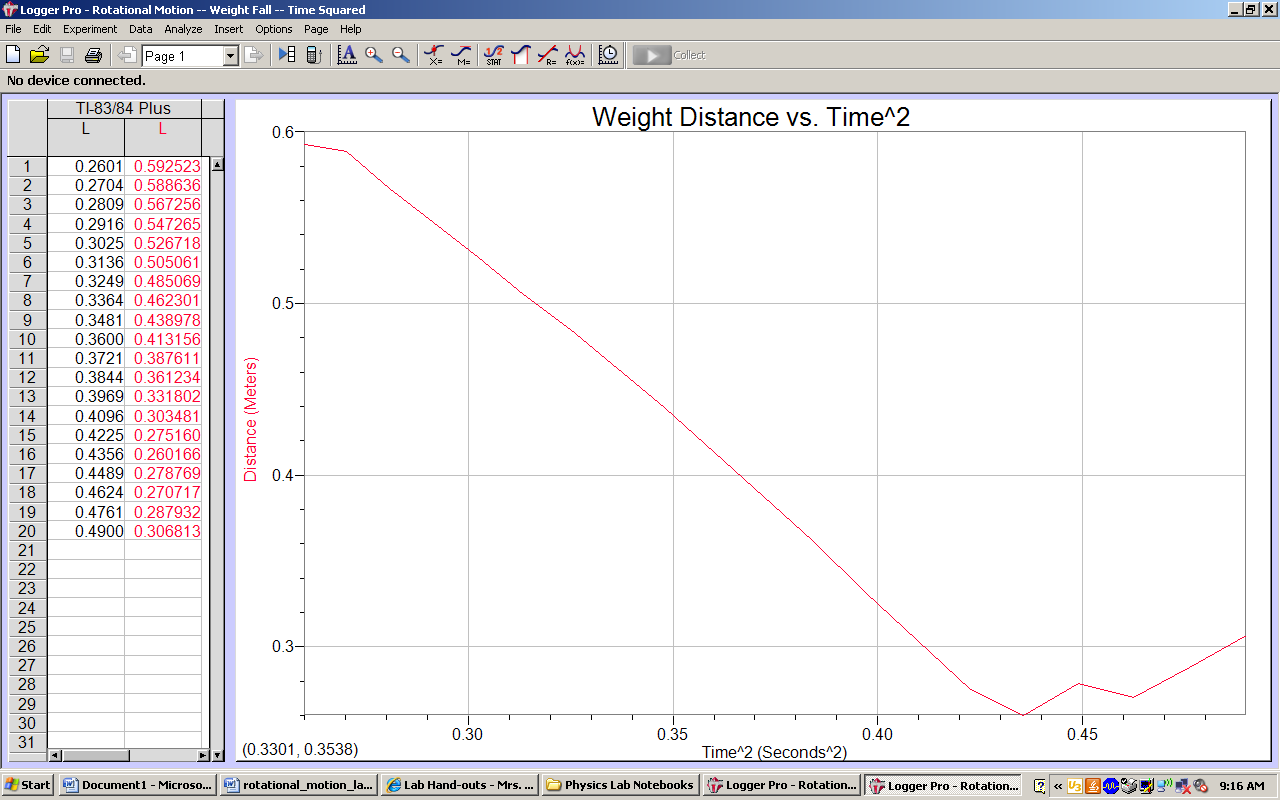 Logger Pro - Rotational Motion -- Weight Fall -- Time Squared
File Edit Experiment Data Analyze Insert Options Page Help
Page 1 X= M= 1/2 STAT R= f(x)= Collect
No device connected.
TI-83/84 Plus
L L
1 0.2601 0.592523
2 0.2704 0.588636
3 0.2809 0.567256
4 0.2916 0.547265
5 0.3025 0.526718
6 0.3136 0.505061
7 0.3249 0.485069
8 0.3364 0.462301
9 0.3481 0.438978
10 0.3600 0.413156
11 0.3721 0.387611
12 0.3844 0.361234
13 0.3969 0.331802
14 0.4096 0.303481
15 0.4225 0.275160
16 0.4356 0.260166
17 0.4489 0.278769
18 0.4624 0.270717
19 0.4761 0.287932
20 0.4900 0.306813
21
22
23
24
25
26
27
28
29
30
31
Weight Distance vs. Time^2
0.6
0.5
0.4
0.3
Distance (Meters)
0.30 0.35 0.40 0.45
(0.3301, 0.3538)
Time^2 (Seconds^2)
Start Document1 - Microso... rotational_motion_la... Lab Hand-outs - Mrs. ... Physics Lab Notebooks Logger Pro - Rotation... Logger Pro - Rotation... « 9:16 AM